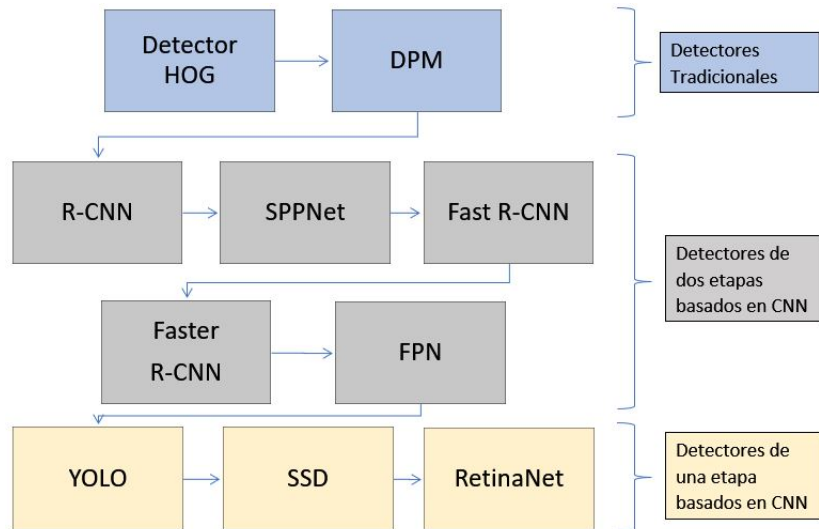 Detector
HOG
DPM
Detectores
Tradicionales
R-CNN
SPPNet
Fast R-CNN
Faster
R-CNN
FPN
Detectores de
dos etapas
basados en CNN
YOLO
SSD
RetinaNet
Detectores de
una etapa
basados en CNN